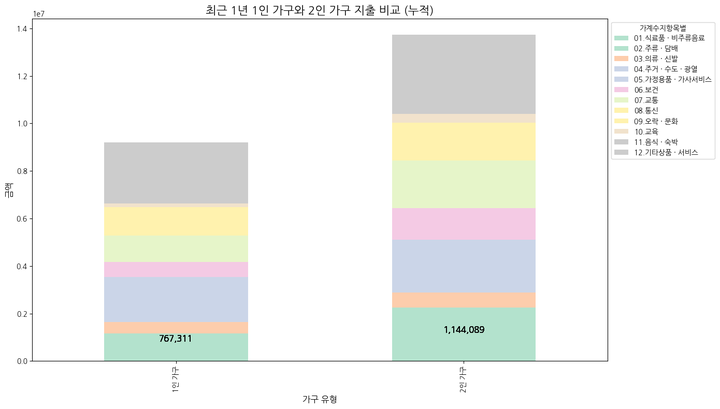 최근 1년 1인 가구와 2인 가구 지출 비교 (누적)
1e7
1.4
1.2
1.0
0.8
0.6
0.4
0.2
0.0
금액
767,311
1,144,089
1인 가구
2인 가구
가구 유형
가계수지항목별
01.식료품 · 비주류음료
02.주류 · 담배
03.의류 · 신발
04.주거 · 수도 · 광열
05.가정용품 · 가사서비스
06.보건
07.교통
08.통신
09.오락 · 문화
10.교육
11.음식 · 숙박
12.기타상품 · 서비스